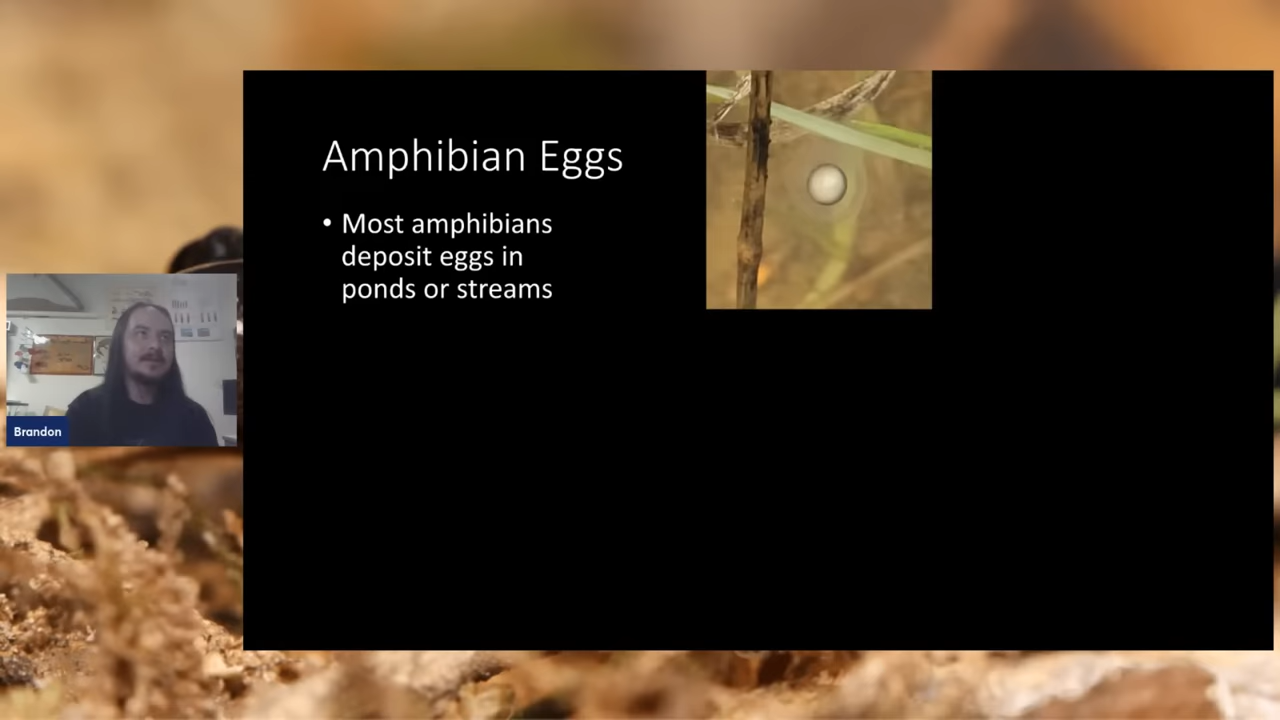 Amphibian Eggs
• Most amphibians
deposit eggs in
ponds or streams
Brandon